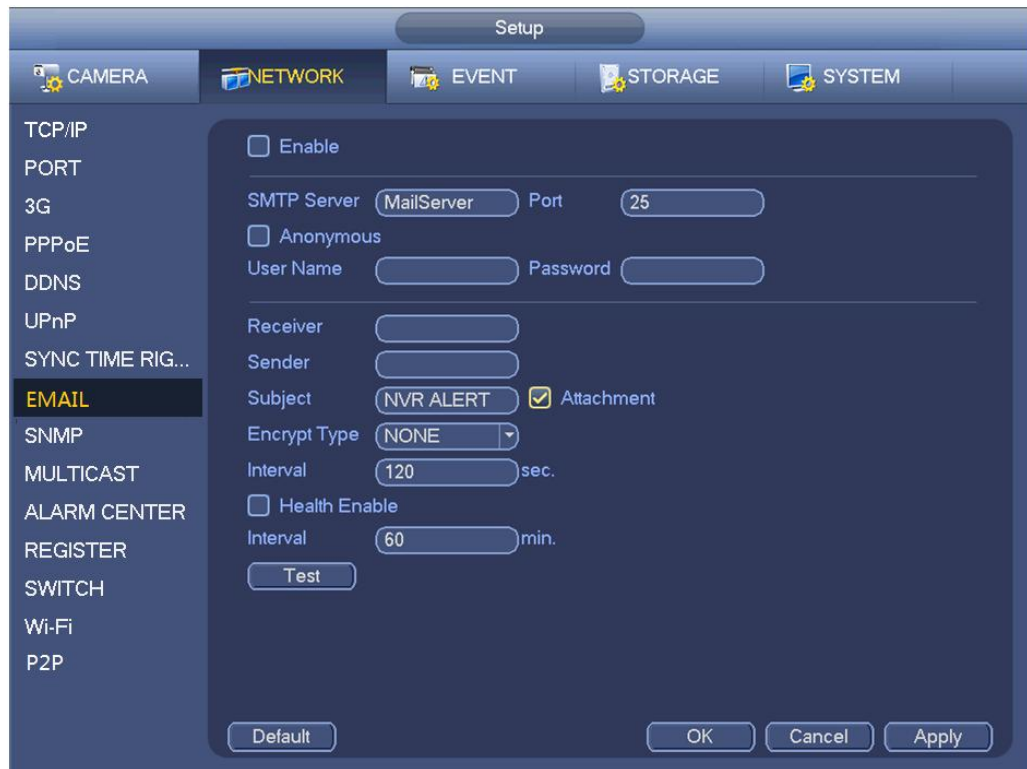 Setup
CAMERA NETWORK EVENT STORAGE SYSTEM
TCP/IP
PORT
3G
PPPoE
DDNS
UPnP
SYNC TIME RIG...
EMAIL
SNMP
MULTICAST
ALARM CENTER
REGISTER
SWITCH
Wi-Fi
P2P
Enable
SMTP Server MailServer Port 25
Anonymous
User Name Password
Receiver
Sender
Subject NVR ALERT Attachment
Encrypt Type NONE
Interval 120 sec.
Health Enable
Interval 60 min.
Test
Default OK Cancel Apply